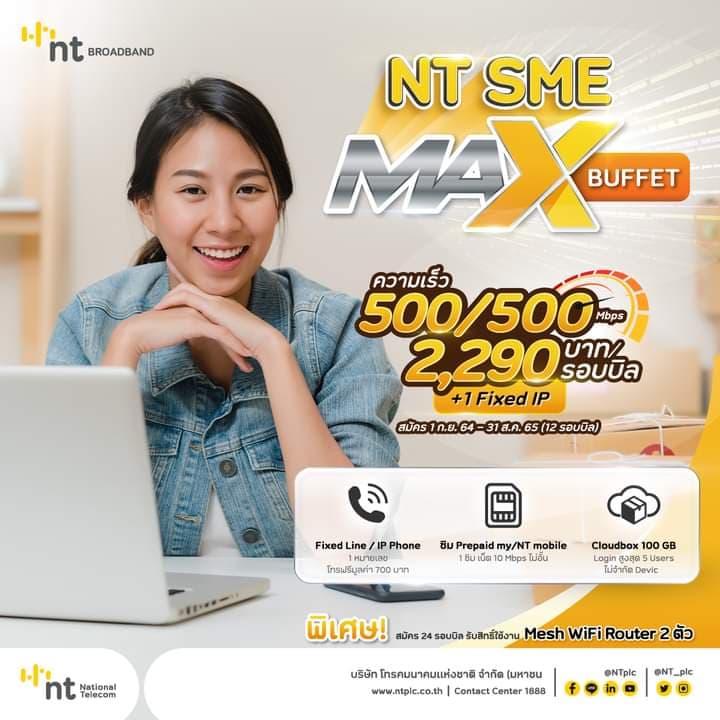 nt BROADBAND
NT SME
MAX
BUFFET
ความเร็ว
500/500 Mbps
2,290 บาท/
รอบบิล
+1 Fixed IP
สมัคร 1 ก.ย. 64 – 31 ส.ค. 65 (12 รอบบิล)
Fixed Line / IP Phone
1 หมายเลข
โทรฟรีมูลค่า 700 บาท
ซิม Prepaid my/NT mobile
1 ซิม เน็ต 10 Mbps ไม่อั้น
Cloudbox 100 GB
Login สูงสุด 5 Users
ไม่จำกัด Devic
พิเศษ! สมัคร 24 รอบบิล รับสิทธิ์ใช้งาน Mesh WiFi Router 2 ตัว
nt National
Telecom
บริษัท โทรคมนาคมแห่งชาติ จำกัด (มหาชน
www.ntplc.co.th | Contact Center 1888
@NTplc
@NT_plc